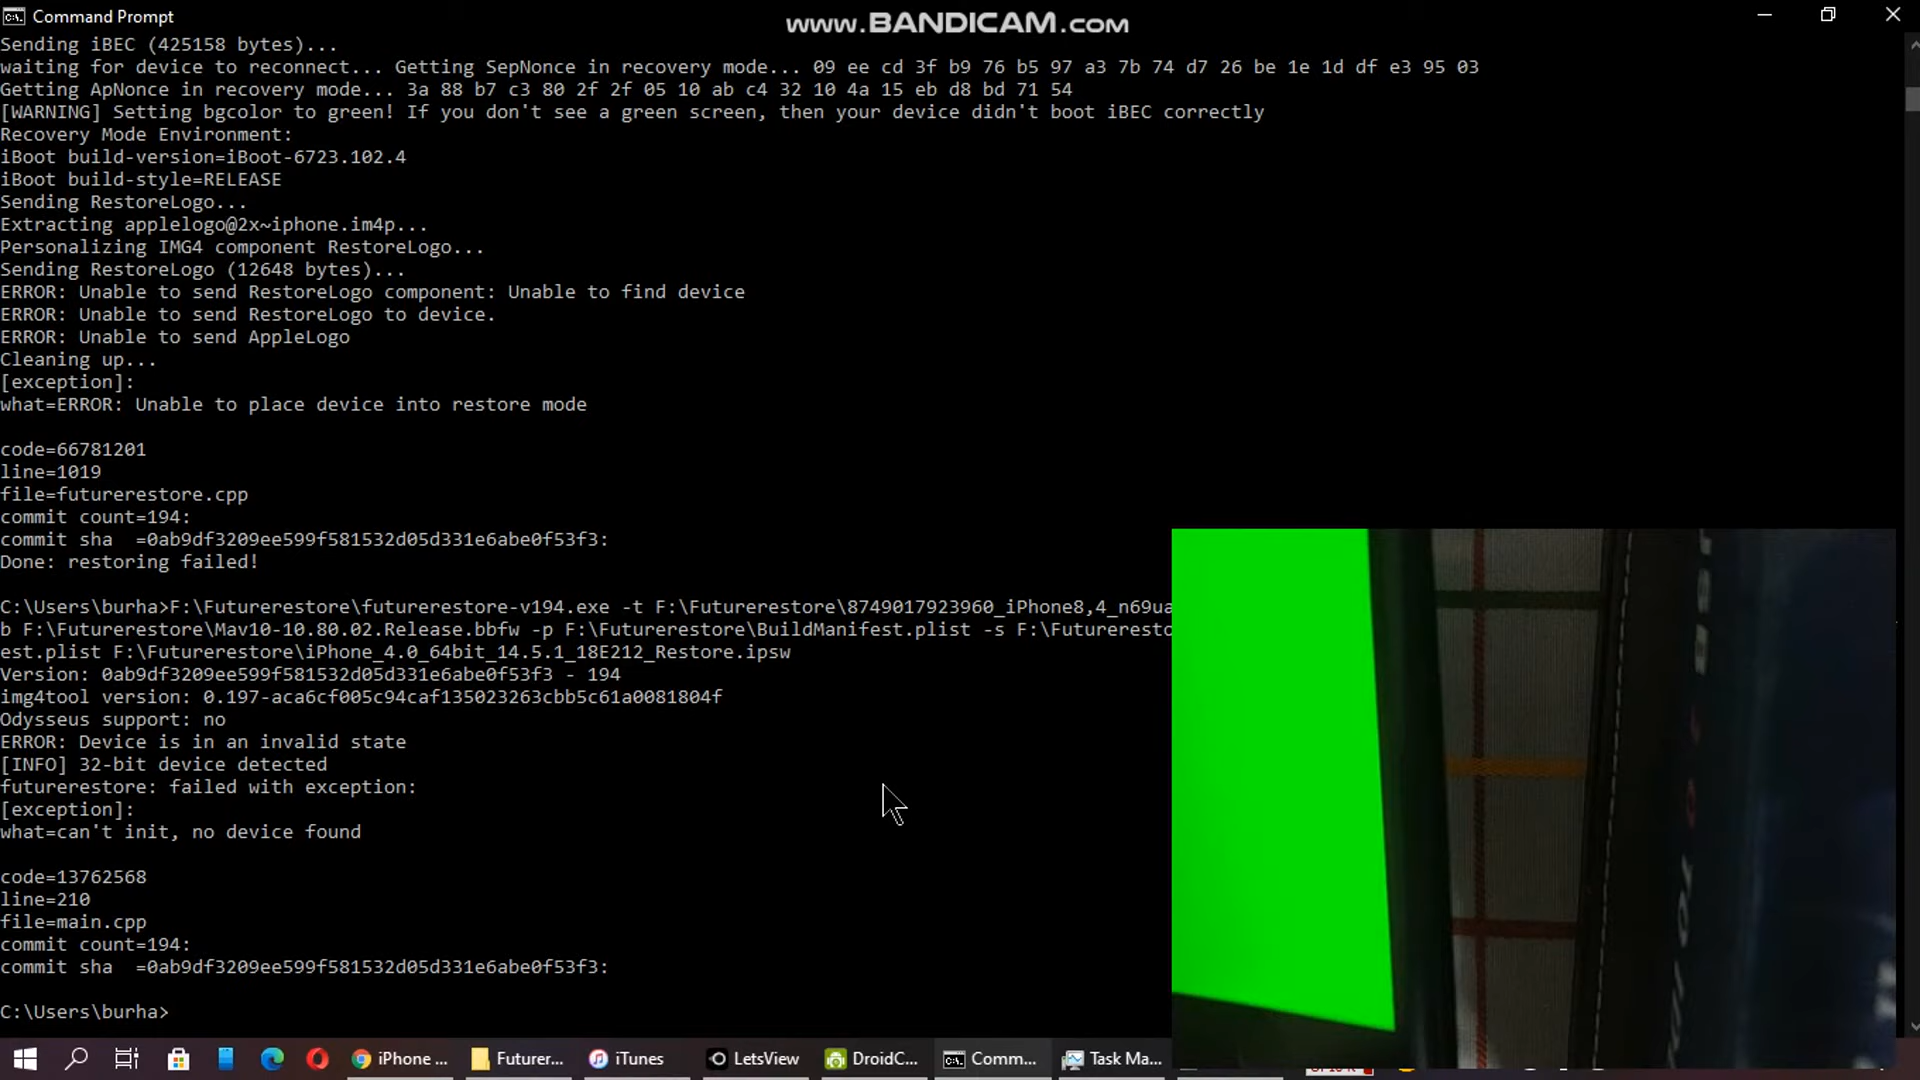 Command Prompt
www.BANDICAM.com
Sending iBEC (425158 bytes)...
waiting for device to reconnect... Getting SepNonce in recovery mode... 09 ee cd 3f b9 76 b5 97 a3 7b 74 d7 26 be 1e 1d df e3 95 03
Getting ApNonce in recovery mode... 3a 88 b7 c3 80 2f 2f 05 10 ab c4 32 10 4a 15 eb d8 bd 71 54
[WARNING] Setting bgcolor to green! If you don't see a green screen, then your device didn't boot iBEC correctly
Recovery Mode Environment:
iBoot build-version=iBoot-6723.102.4
iBoot build-style=RELEASE
Sending RestoreLogo...
Extracting applelogo@2x~iphone.im4p...
Personalizing IMG4 component RestoreLogo...
Sending RestoreLogo (12648 bytes)...
ERROR: Unable to send RestoreLogo component: Unable to find device
ERROR: Unable to send RestoreLogo to device.
ERROR: Unable to send AppleLogo
Cleaning up...
[exception]:
what=ERROR: Unable to place device into restore mode
code=66781201
line=1019
file=futurerestore.cpp
commit count=194:
commit sha  =0ab9df3209ee599f581532d05d331e6abe0f53f3:
Done: restoring failed!
C:\Users\burha>F:\Futurerestore\futurerestore-v194.exe -t F:\Futurerestore\8749017923960_iPhone8,4_n69ua
b F:\Futurerestore\Mav10-10.80.02.Release.bbfw -p F:\Futurerestore\BuildManifest.plist -s F:\Futureresto
est.plist F:\Futurerestore\iPhone_4.0_64bit_14.5.1_18E212_Restore.ipsw
Version: 0ab9df3209ee599f581532d05d331e6abe0f53f3 - 194
img4tool version: 0.197-aca6cf005c94caf135023263cbb5c61a0081804f
Odysseus support: no
ERROR: Device is in an invalid state
[INFO] 32-bit device detected
futurerestore: failed with exception:
[exception]:
what=can't init, no device found
code=13762568
line=210
file=main.cpp
commit count=194:
commit sha  =0ab9df3209ee599f581532d05d331e6abe0f53f3:
C:\Users\burha>
iPhone ...
Futurer...
iTunes
LetsView
DroidC...
Comm...
Task Ma...